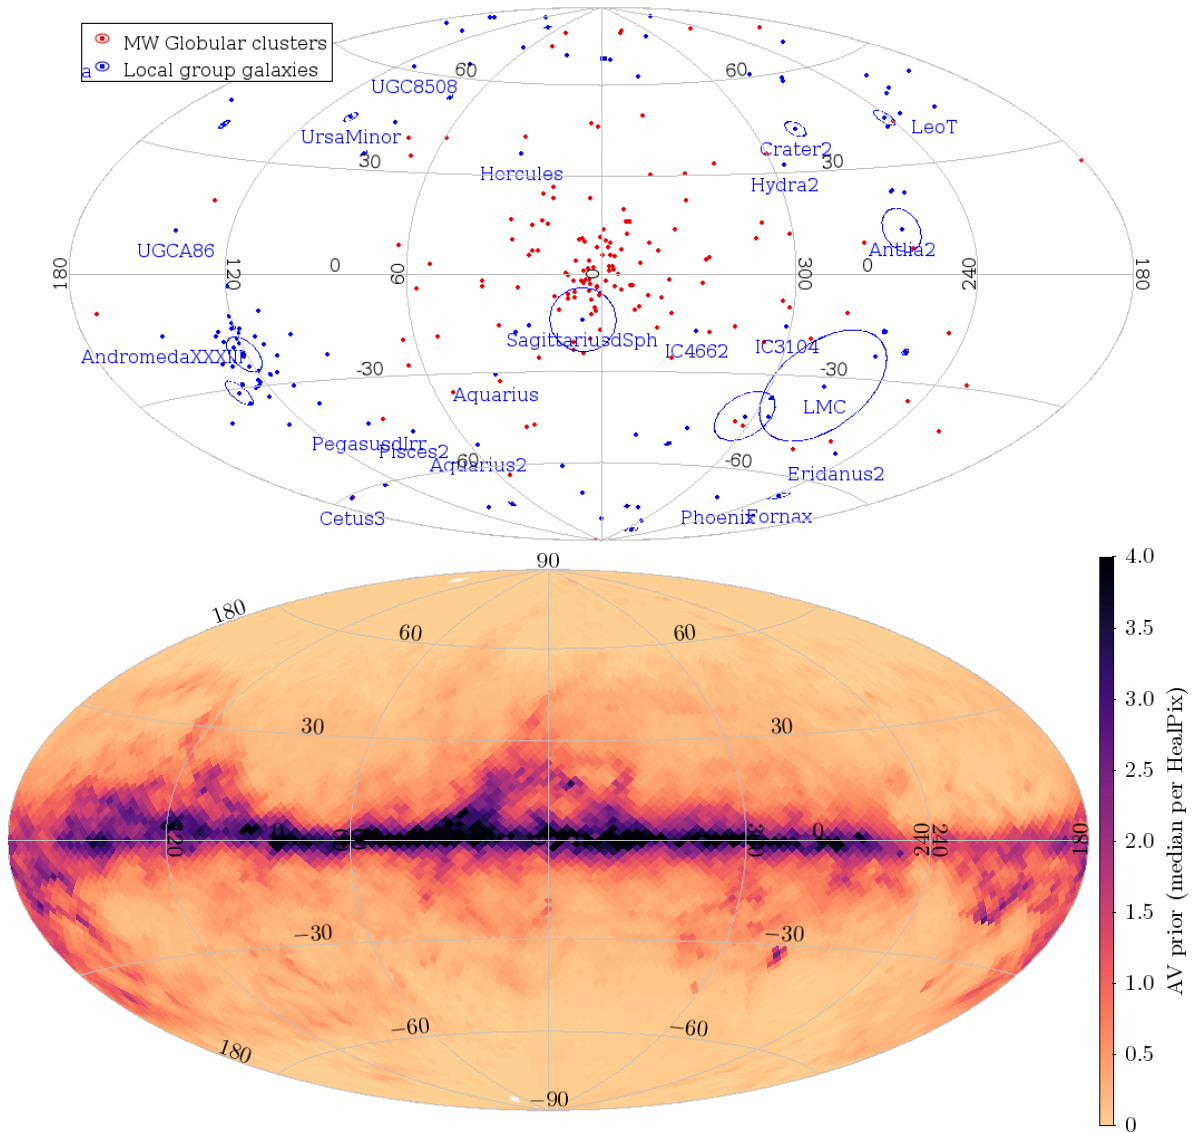 MW Globular clusters
a Local group galaxies
60
60
UGC8508
UrsaMinor
LeoT
Crater2
30
30
Hercules
Hydra2
UGCA86
Antlia2
180
120
0
60
0
300
0
240
180
SagittariusdSph
AndromedaXXXIII
IC4662
IC3104
-30
-30
Aquarius
LMC
PegasusdIrr
Pisces2
Aquarius2
-60
-60
Eridanus2
Cetus3
Phoenix
Fornax
90
4.0
180
60
60
3.5
3.0
30
30
2.5
120
0
60
0
300
0
240
240
180
2.0
1.5
−30
−30
1.0
−60
−60
180
0.5
−90
0
AV prior (median per HealPix)